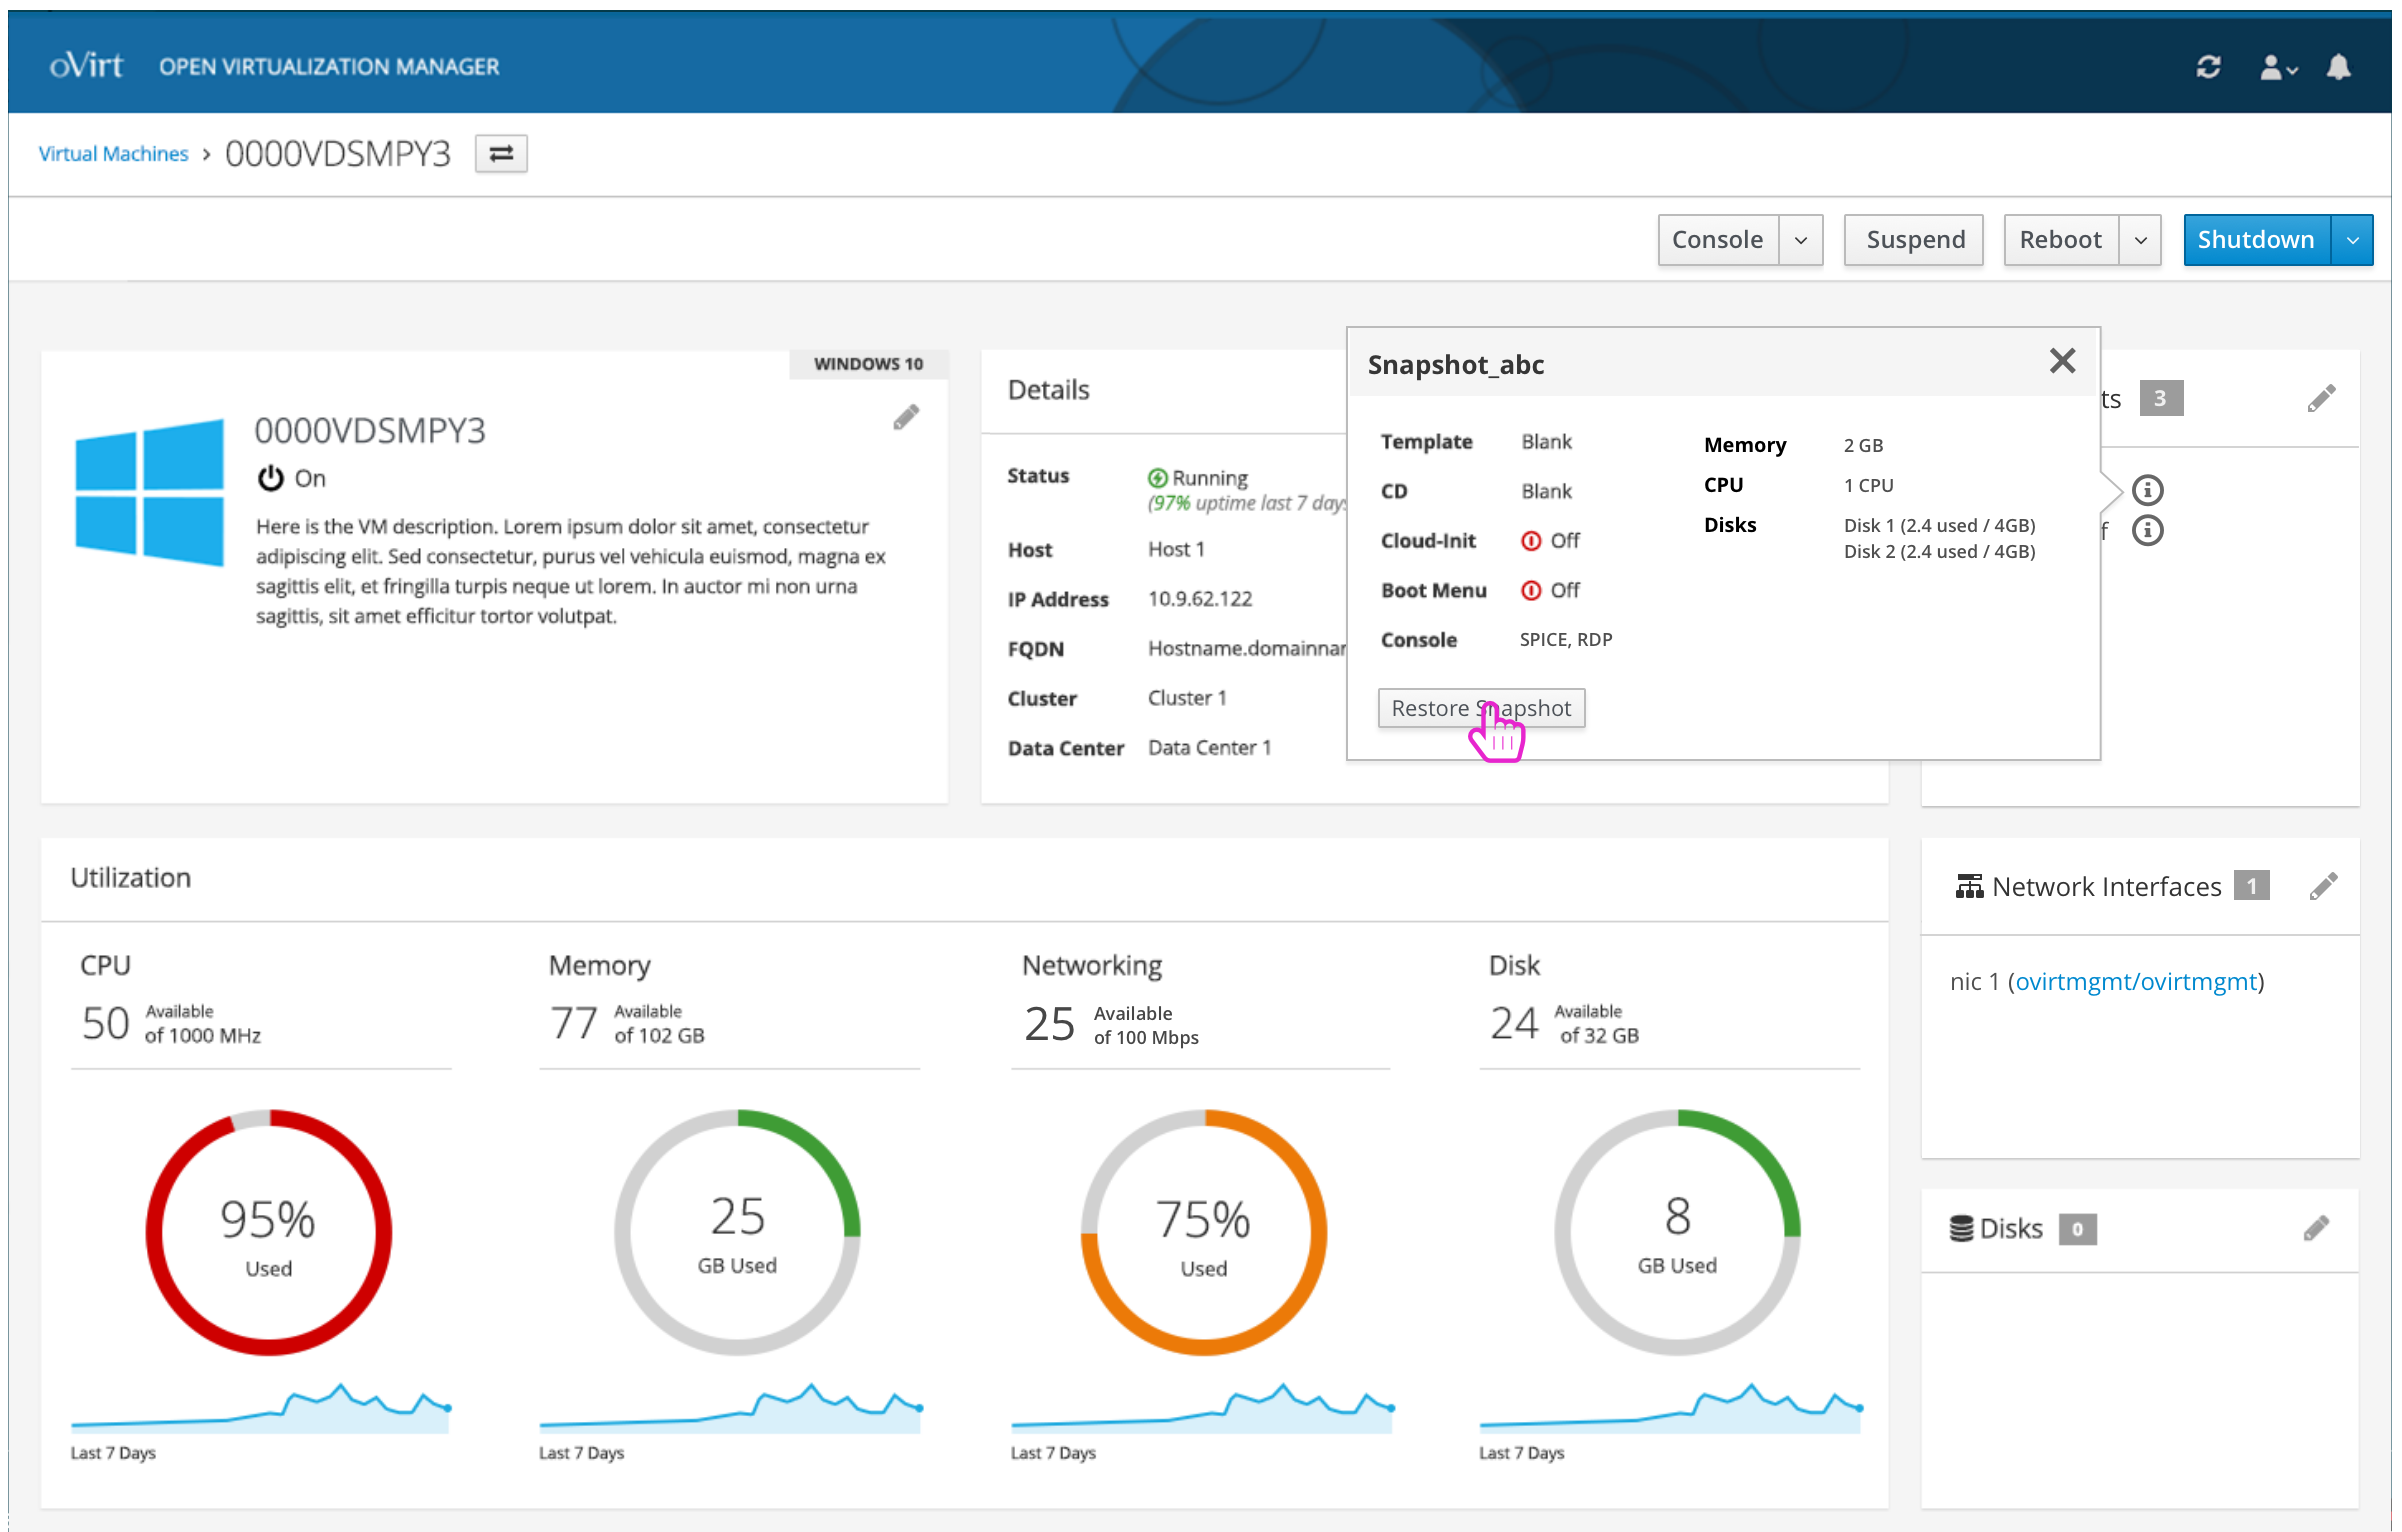 oVirt OPEN VIRTUALIZATION MANAGER
Virtual Machines > 0000VDSMPY3
Console Suspend Reboot Shutdown
WINDOWS 10
0000VDSMPY3
On
Here is the VM description. Lorem ipsum dolor sit amet, consectetur
adipiscing elit. Sed consectetur, purus vel vehicula euismod, magna ex
sagittis elit, et fringilla turpis neque ut lorem. In auctor mi non urna
sagittis, sit amet efficitur tortor volutpat.
Details
Status Running
(97% uptime last 7 days
Host Host 1
IP Address 10.9.62.122
FQDN Hostname.domainnar
Cluster Cluster 1
Data Center Data Center 1
Snapshot_abc
Template Blank
CD Blank
Cloud-Init Off
Boot Menu Off
Console SPICE, RDP
Memory 2 GB
CPU 1 CPU
Disks Disk 1 (2.4 used / 4GB)
Disk 2 (2.4 used / 4GB)
Restore Snapshot
ts 3
f
Utilization
CPU
50 Available
of 1000 MHz
95%
Used
Last 7 Days
Memory
77 Available
of 102 GB
25
GB Used
Last 7 Days
Networking
25 Available
of 100 Mbps
75%
Used
Last 7 Days
Disk
24 Available
of 32 GB
8
GB Used
Last 7 Days
Network Interfaces 1
nic 1 (ovirtmgmt/ovirtmgmt)
Disks 0